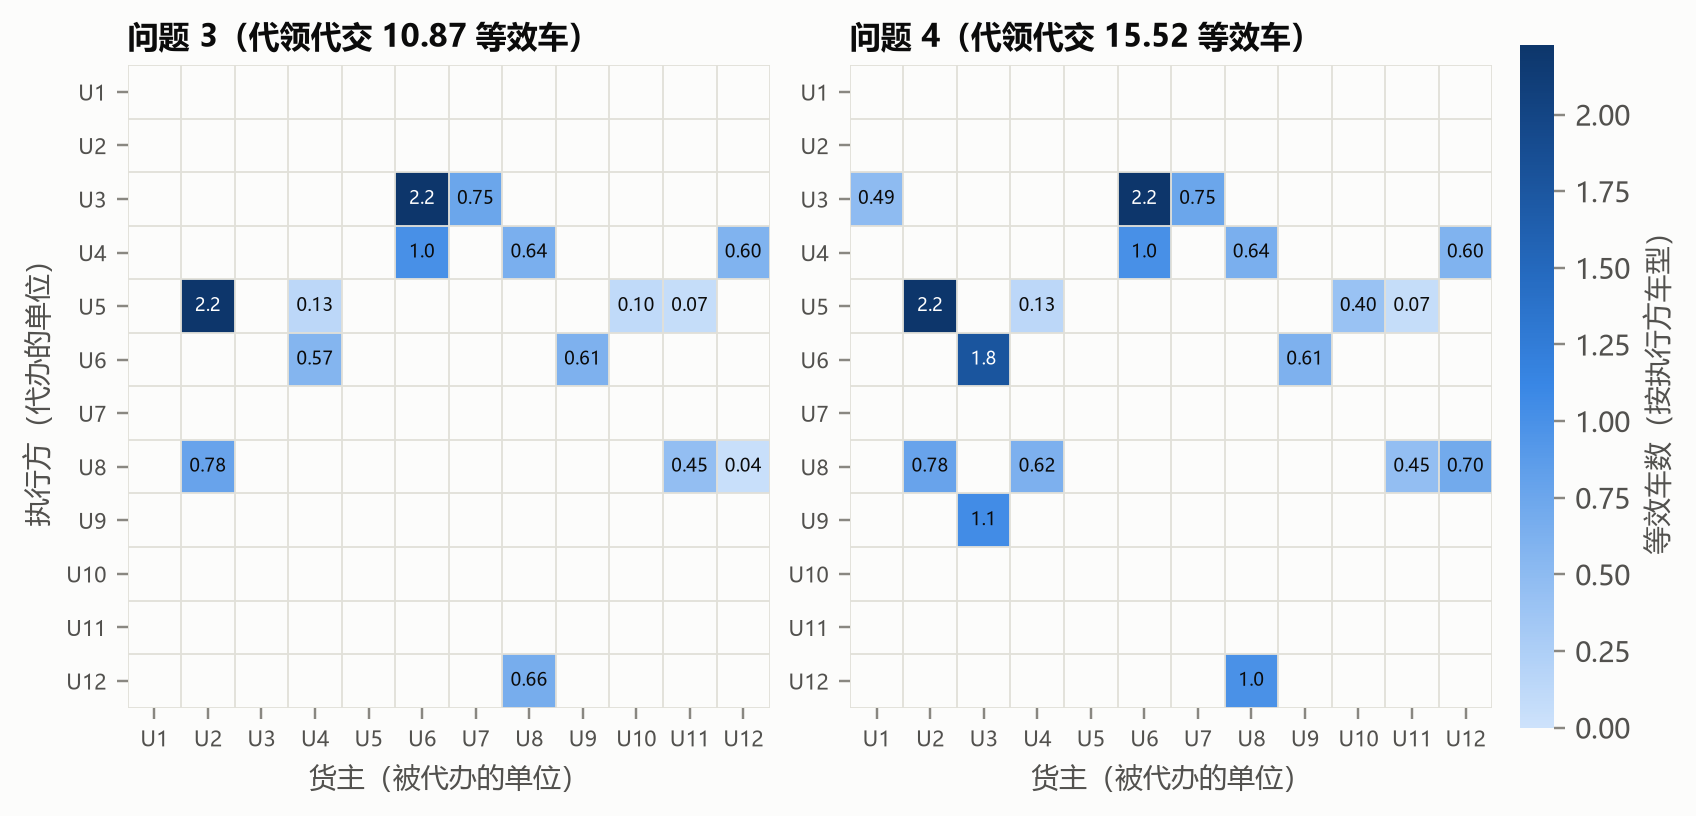 问题 3（代领代交 10.87 等效车）
U1
U2
U3 2.2 0.75
U4 1.0 0.64 0.60
U5 2.2 0.13 0.10 0.07
U6 0.57 0.61
U7
U8 0.78 0.45 0.04
U9
U10
U11
U12 0.66
U1 U2 U3 U4 U5 U6 U7 U8 U9 U10 U11 U12
货主（被代办的单位）
执行方（代办的单位）
问题 4（代领代交 15.52 等效车）
U1
U2
U3 0.49 2.2 0.75
U4 1.0 0.64 0.60
U5 2.2 0.13 0.40 0.07
U6 1.8 0.61
U7
U8 0.78 0.62 0.45 0.70
U9 1.1
U10
U11
U12 1.0
U1 U2 U3 U4 U5 U6 U7 U8 U9 U10 U11 U12
货主（被代办的单位）
2.00
1.75
1.50
1.25
1.00
0.75
0.50
0.25
0.00
等效车数（按执行方车型）